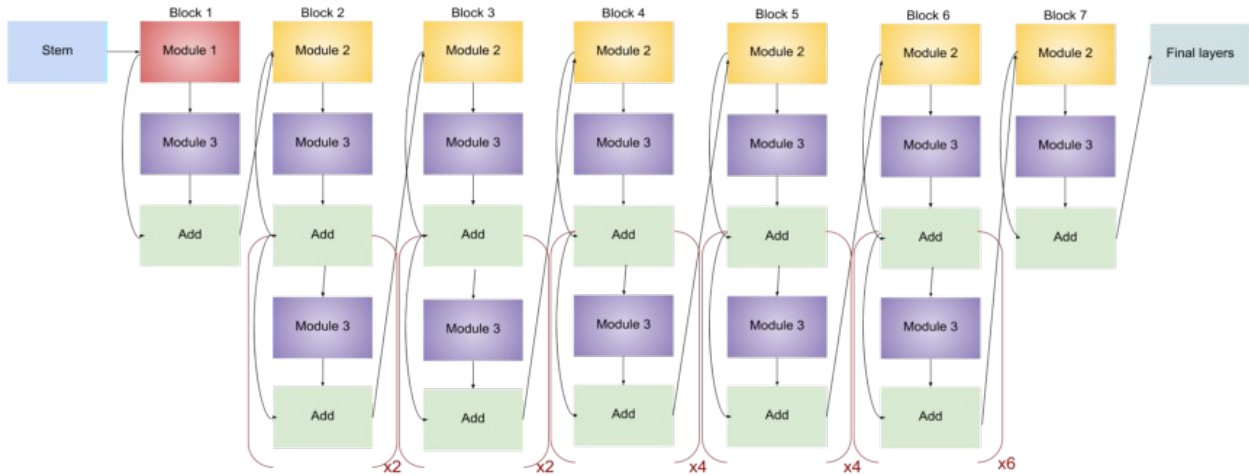 Block 1
Block 2
Block 3
Block 4
Block 5
Block 6
Block 7
Stem
Module 1
Module 2
Module 2
Module 2
Module 2
Module 2
Module 2
Final layers
Module 3
Module 3
Module 3
Module 3
Module 3
Module 3
Module 3
Add
Add
Add
Add
Add
Add
Add
Module 3
Module 3
Module 3
Module 3
Module 3
Add
Add
Add
Add
Add
x2
x2
x4
x4
x6